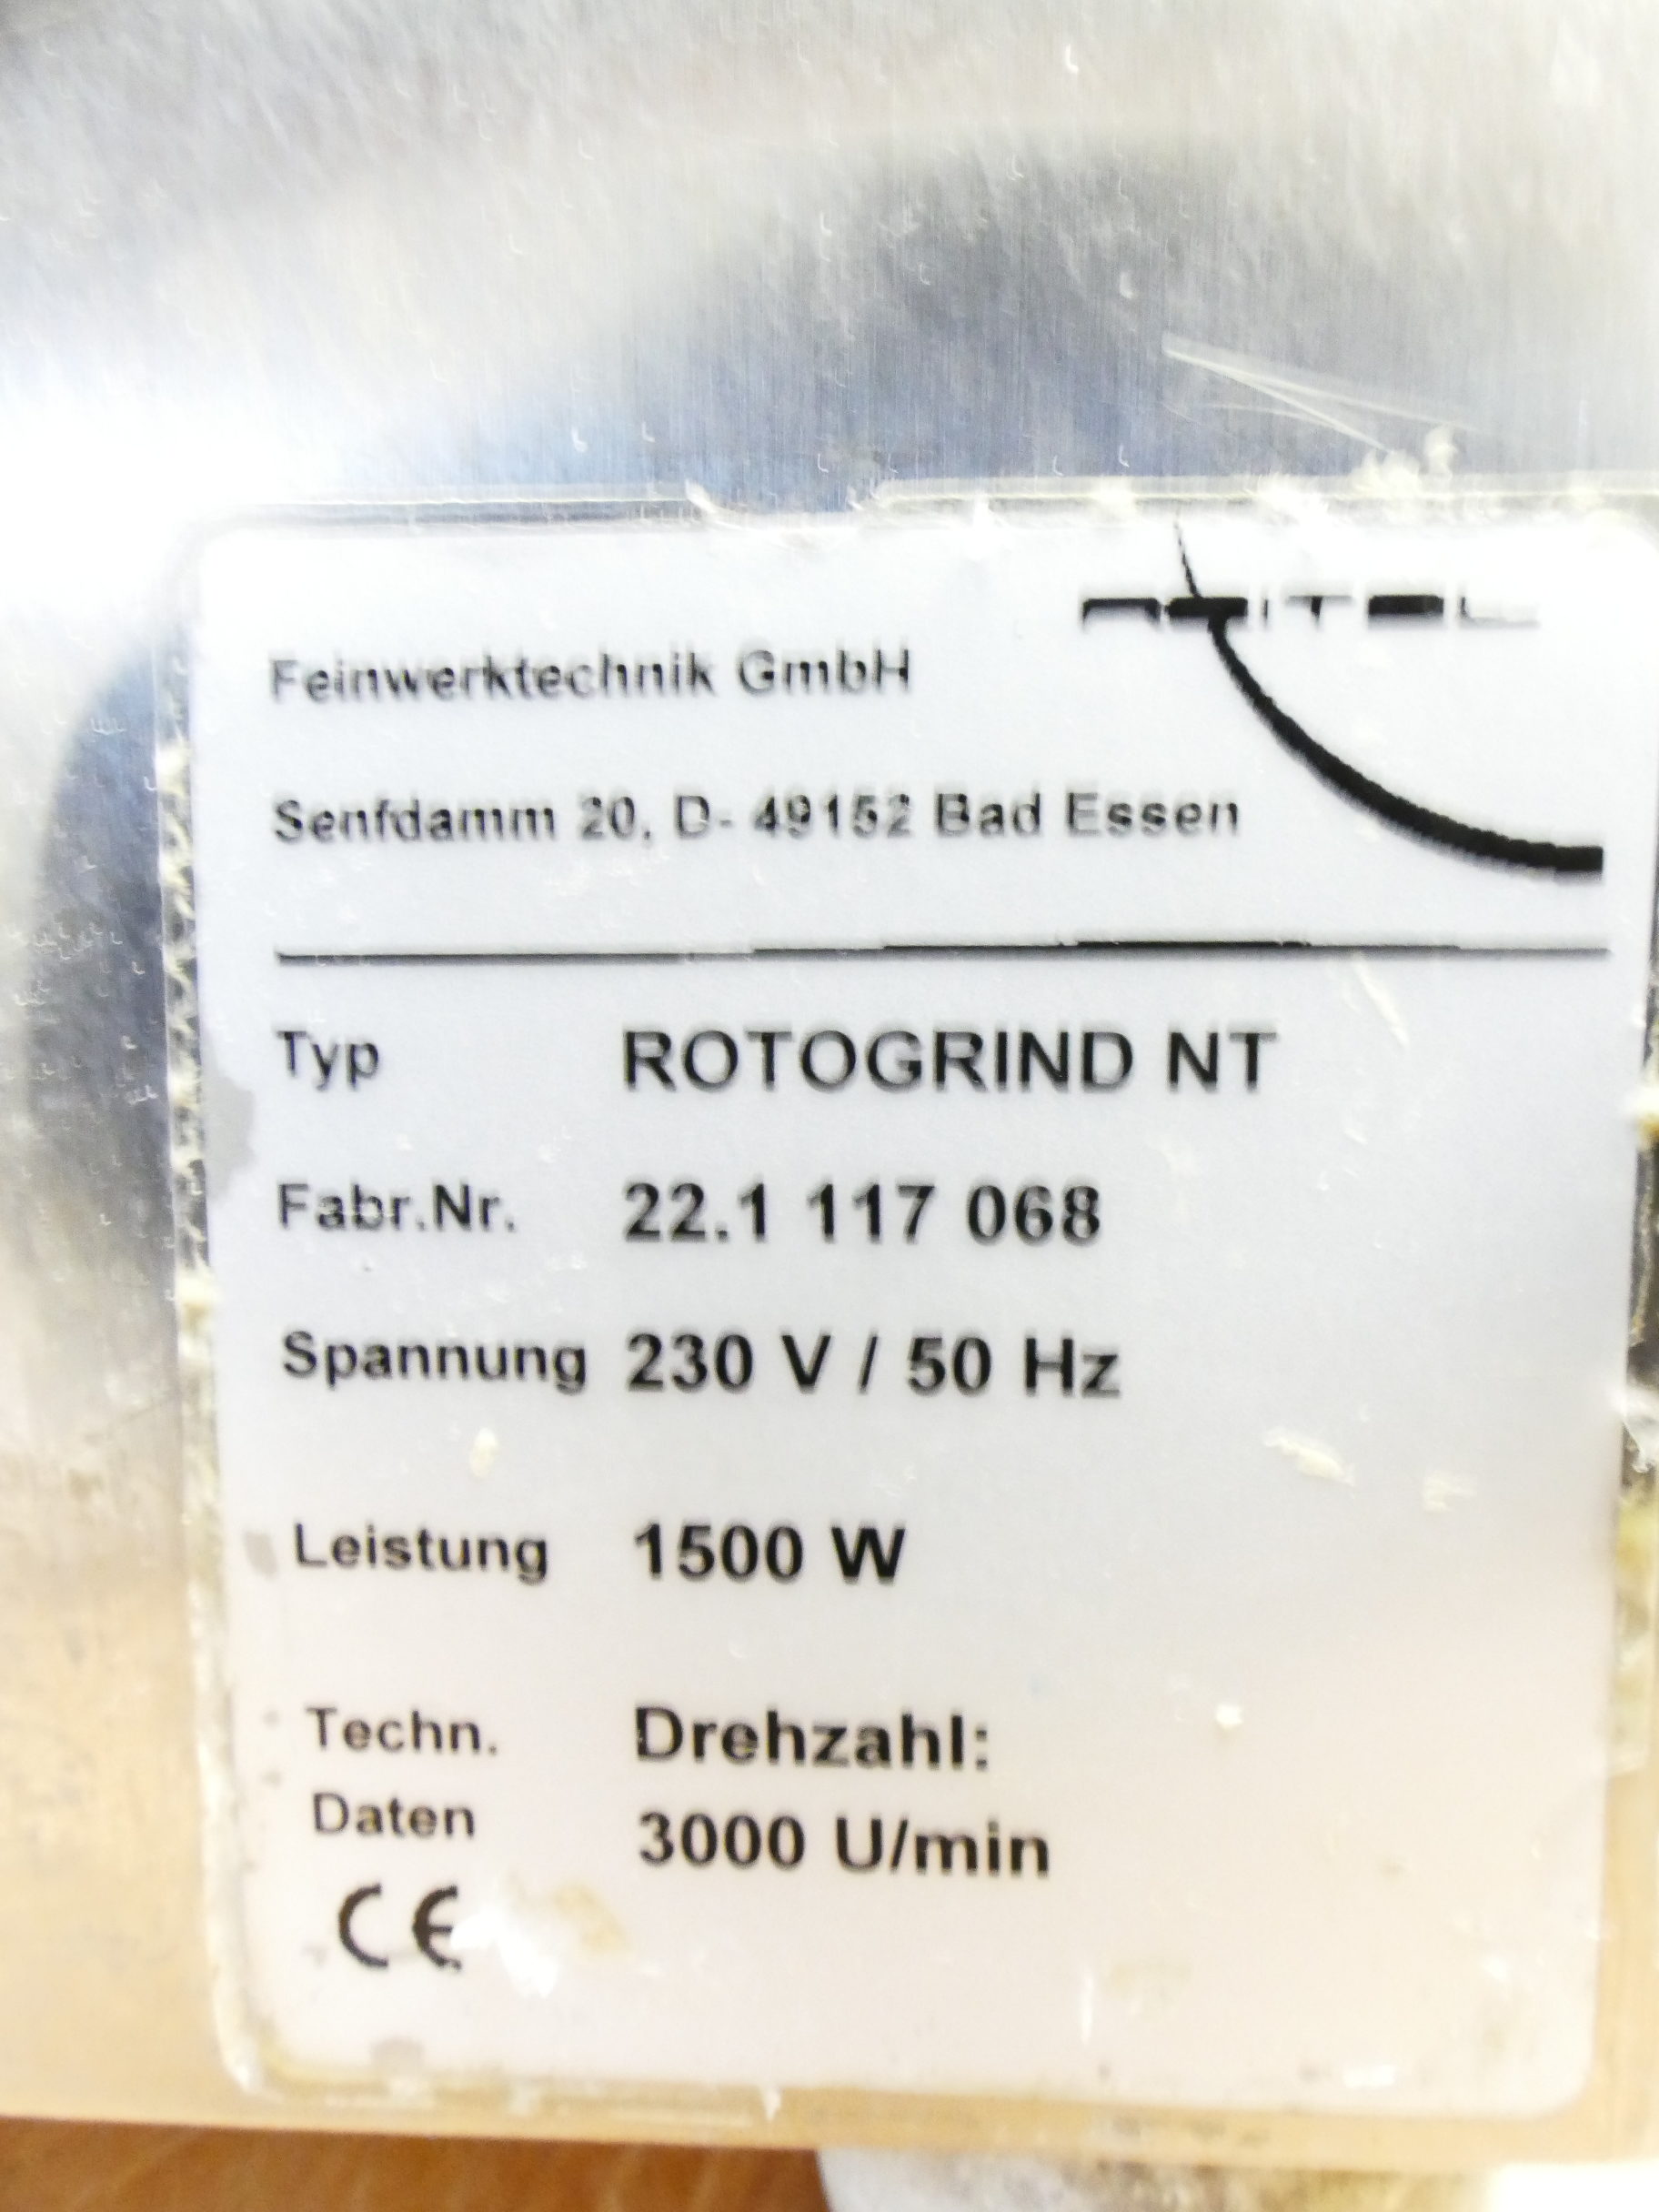 REITEL
Feinwerktechnik GmbH
Senfdamm 20, D- 49152 Bad Essen
Typ ROTOGRIND NT
Fabr.Nr. 22.1 117 068
Spannung 230 V / 50 Hz
Leistung 1500 W
Techn. Drehzahl:
Daten 3000 U/min
CE